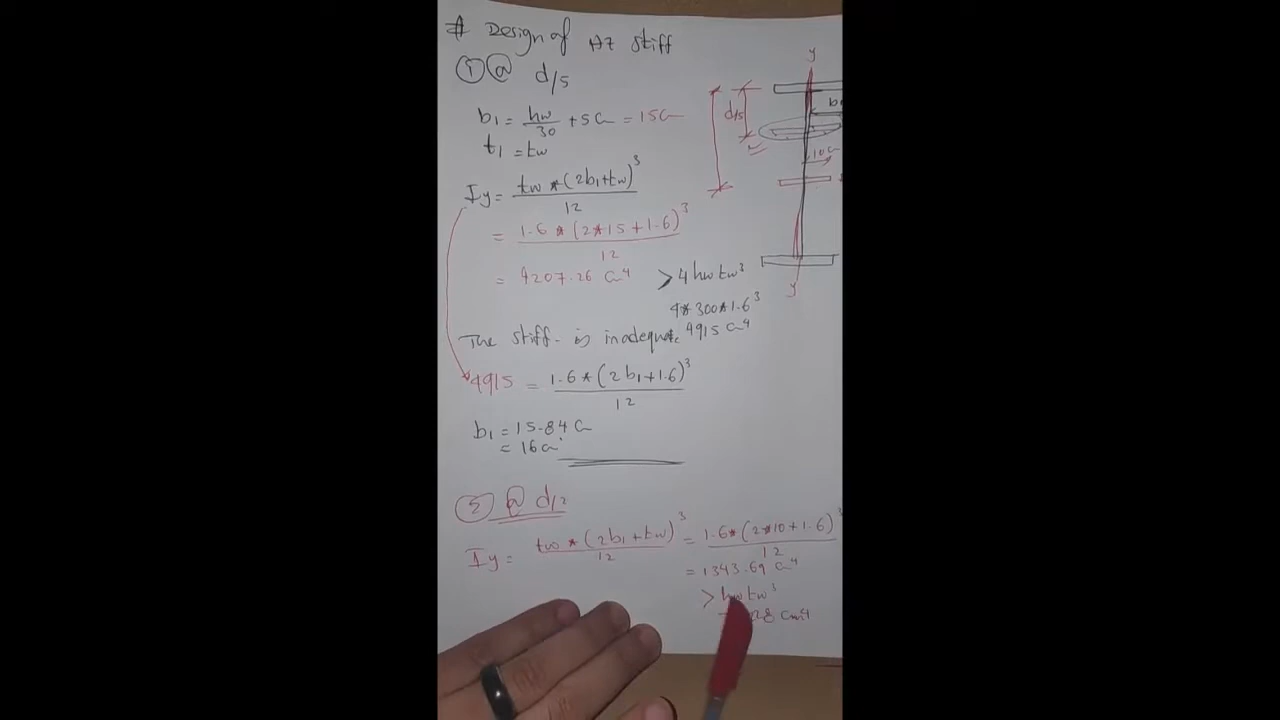 # Design of HZ stiff
① @ d/5
b1 = hw/30 + 5cm = 15cm
t1 = tw
Iy = tw * (2b1+tw)³/12
= 1.6 * (2*15+1.6)³/12
= 4207.26 cm⁴ > 4 hw tw³
4*300*1.6³
4915 cm⁴
The stiff- is inadequate
4915 = 1.6*(2b1+1.6)³/12
b1 = 15.84 cm
= 16cm
② @ d/2
Iy = tw * (2b1+tw)³/12 = 1.6*(2*10+1.6)³/12
= 1343.69 cm⁴
> hw tw³
28 cm⁴
y
d/5
b1
10cm
y